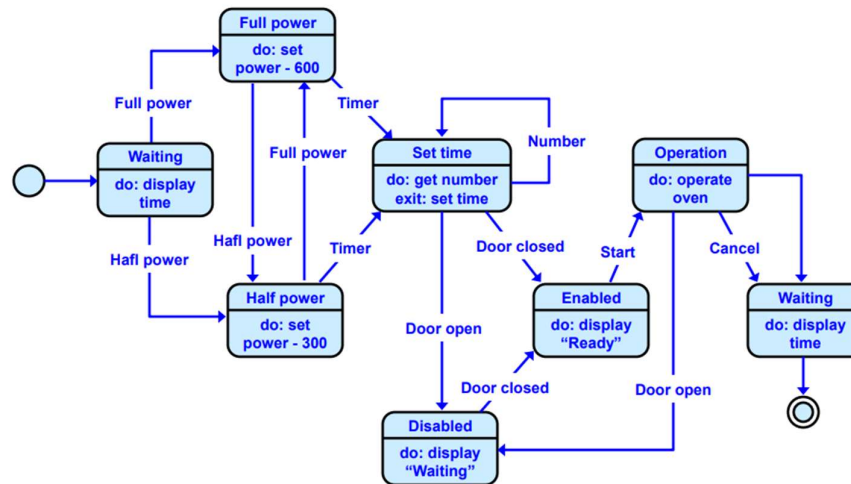 Full power
do: set
power - 600
Full power
Timer
Full power
Number
Waiting
do: display
time
Set time
do: get number
exit: set time
Operation
do: operate
oven
Hafl power
Hafl power
Timer
Door closed
Start
Cancel
Half power
do: set
power - 300
Door open
Enabled
do: display
“Ready”
Waiting
do: display
time
Door closed
Door open
Disabled
do: display
“Waiting”